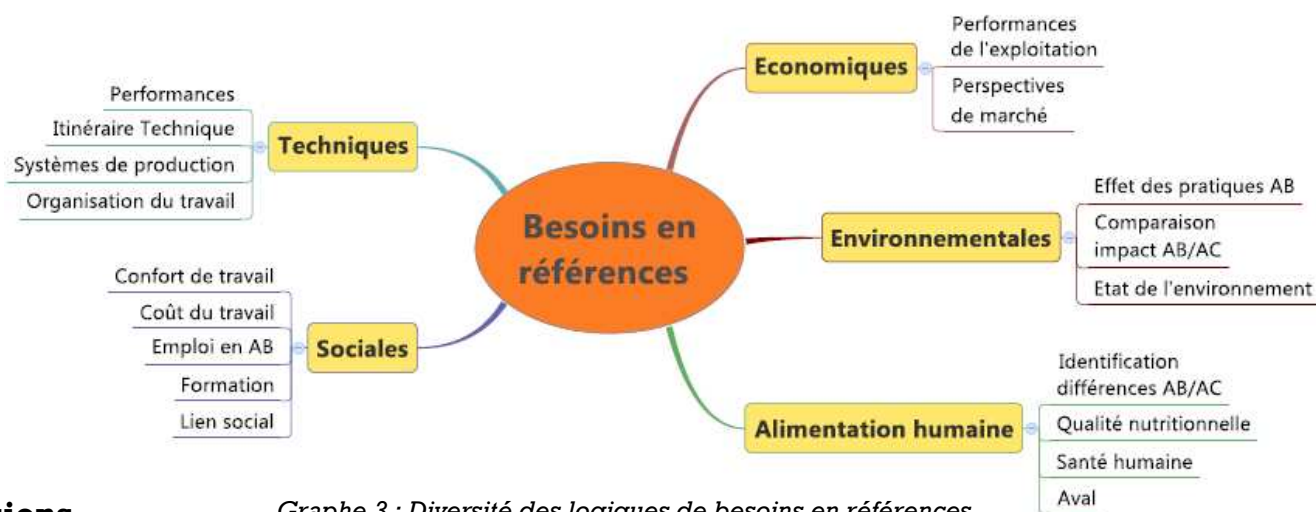 Besoins en
références
Techniques
Performances
Itinéraire Technique
Systèmes de production
Organisation du travail
Sociales
Confort de travail
Coût du travail
Emploi en AB
Formation
Lien social
Economiques
Performances
de l'exploitation
Perspectives
de marché
Environnementales
Effet des pratiques AB
Comparaison
impact AB/AC
Etat de l'environnement
Alimentation humaine
Identification
différences AB/AC
Qualité nutritionnelle
Santé humaine
Aval
Graphe 3 : Diversité des logiques de besoins en références